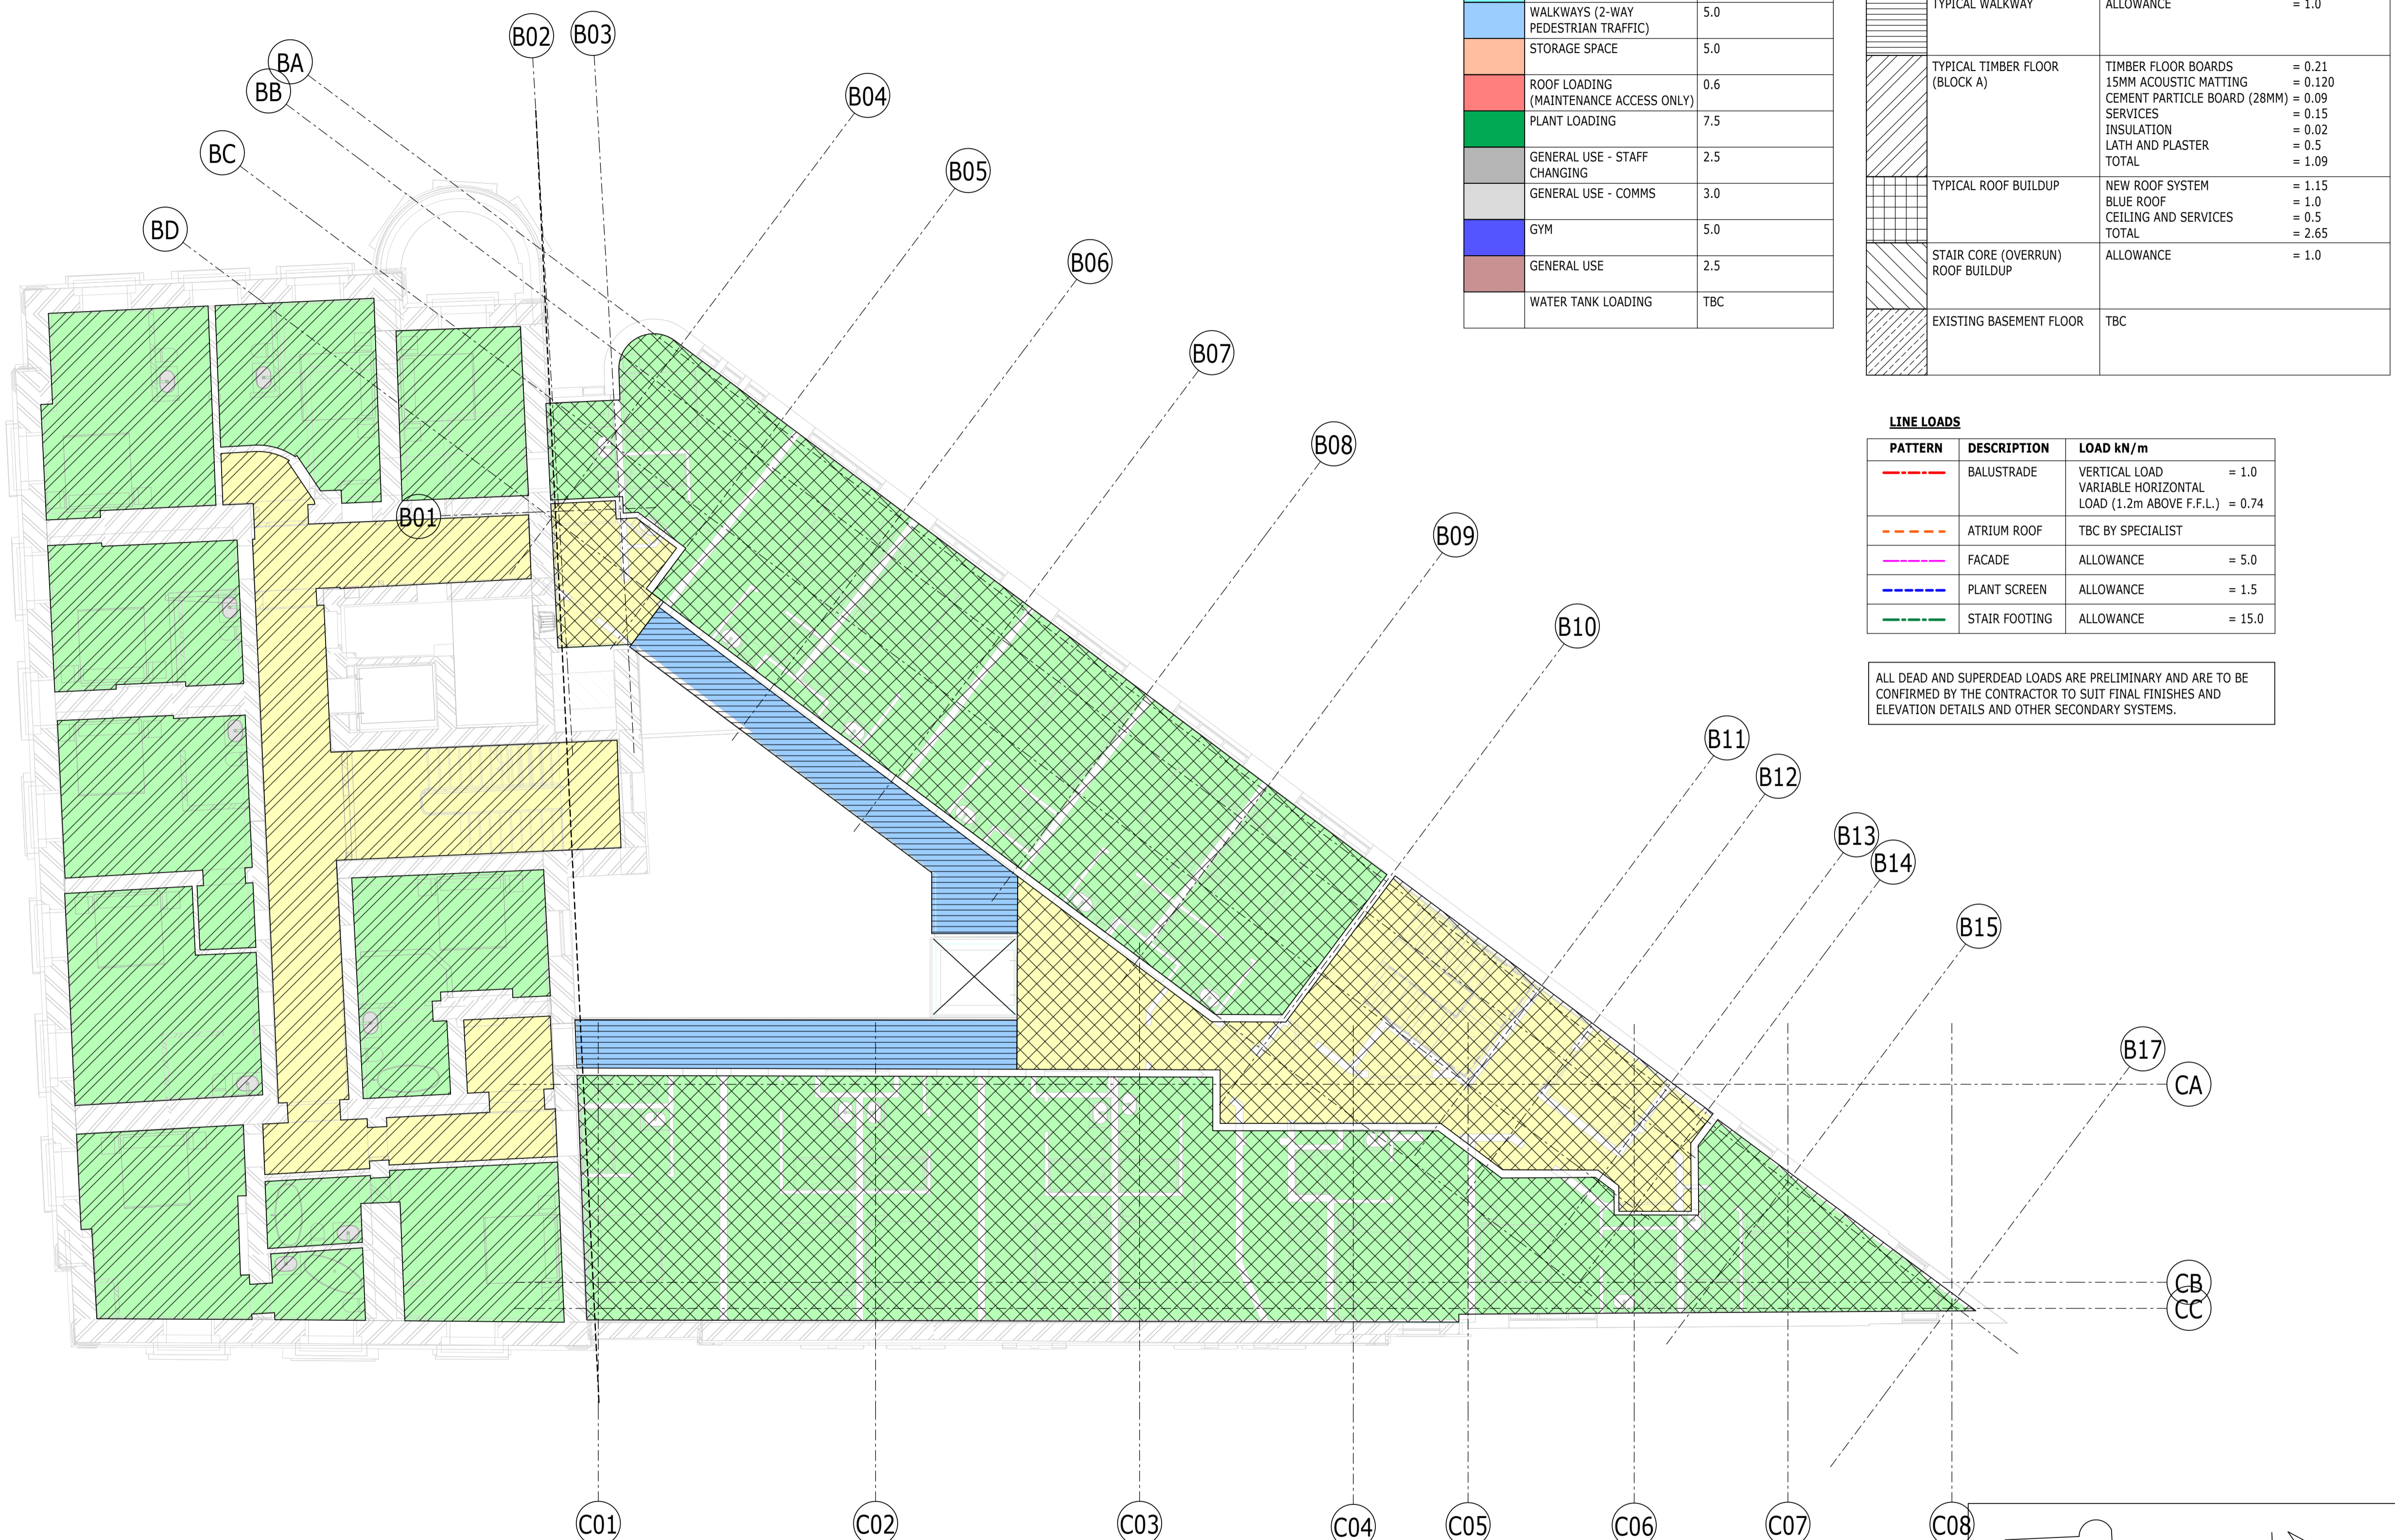 WALKWAYS (2-WAY
PEDESTRIAN TRAFFIC) 5.0
STORAGE SPACE 5.0
ROOF LOADING
(MAINTENANCE ACCESS ONLY) 0.6
PLANT LOADING 7.5
GENERAL USE - STAFF
CHANGING 2.5
GENERAL USE - COMMS 3.0
GYM 5.0
GENERAL USE 2.5
WATER TANK LOADING TBC
TYPICAL WALKWAY ALLOWANCE = 1.0
TYPICAL TIMBER FLOOR
(BLOCK A)
TIMBER FLOOR BOARDS = 0.21
15MM ACOUSTIC MATTING = 0.120
CEMENT PARTICLE BOARD (28MM) = 0.09
SERVICES = 0.15
INSULATION = 0.02
LATH AND PLASTER = 0.5
TOTAL = 1.09
TYPICAL ROOF BUILDUP
NEW ROOF SYSTEM = 1.15
BLUE ROOF = 1.0
CEILING AND SERVICES = 0.5
TOTAL = 2.65
STAIR CORE (OVERRUN)
ROOF BUILDUP
ALLOWANCE = 1.0
EXISTING BASEMENT FLOOR TBC
LINE LOADS
PATTERN DESCRIPTION LOAD kN/m
BALUSTRADE
VERTICAL LOAD = 1.0
VARIABLE HORIZONTAL
LOAD (1.2m ABOVE F.F.L.) = 0.74
ATRIUM ROOF TBC BY SPECIALIST
FACADE ALLOWANCE = 5.0
PLANT SCREEN ALLOWANCE = 1.5
STAIR FOOTING ALLOWANCE = 15.0
ALL DEAD AND SUPERDEAD LOADS ARE PRELIMINARY AND ARE TO BE
CONFIRMED BY THE CONTRACTOR TO SUIT FINAL FINISHES AND
ELEVATION DETAILS AND OTHER SECONDARY SYSTEMS.
B02
B03
BA
BB
B04
BC
B05
BD
B06
B07
B08
B01
B09
B10
B11
B12
B13
B14
B15
B17
CA
CB
CC
C01
C02
C03
C04
C05
C06
C07
C08